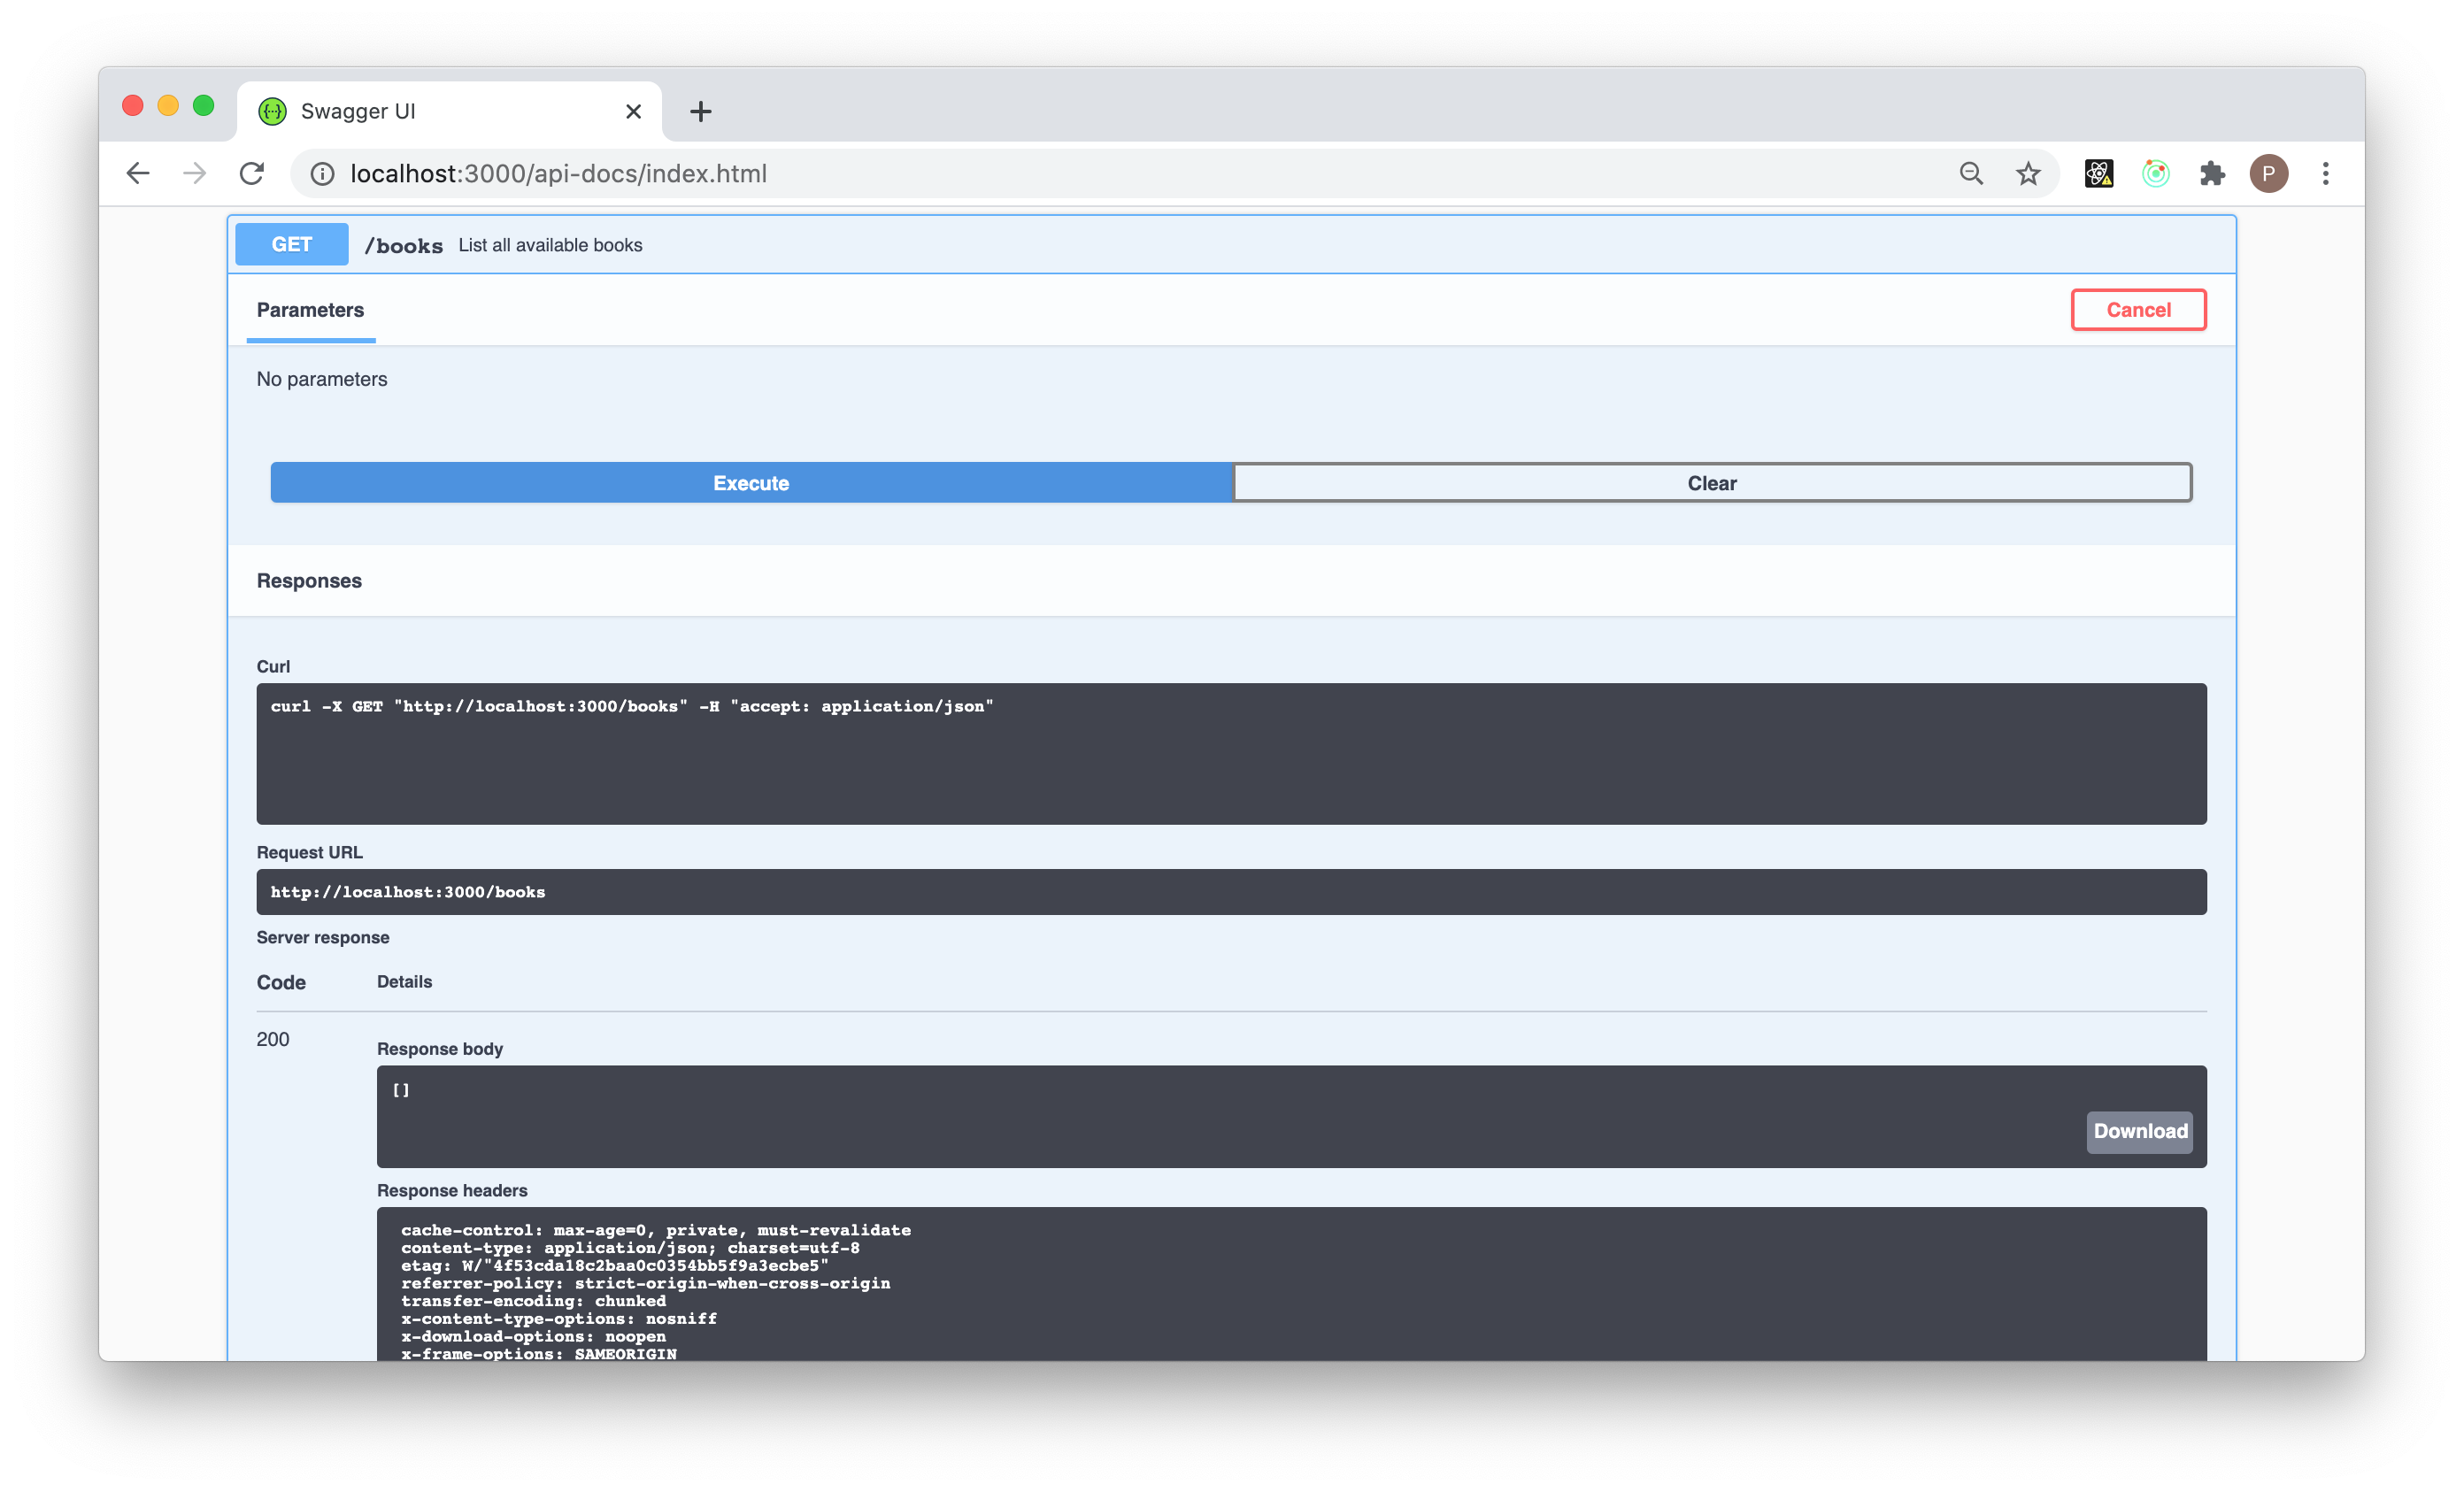 Swagger UI
localhost:3000/api-docs/index.html
P
GET /books List all available books
Parameters
Cancel
No parameters
Execute
Clear
Responses
Curl
curl -X GET "http://localhost:3000/books" -H "accept: application/json"
Request URL
http://localhost:3000/books
Server response
Code Details
200
Response body
[]
Download
Response headers
cache-control: max-age=0, private, must-revalidate
content-type: application/json; charset=utf-8
etag: W/"4f53cda18c2baa0c0354bb5f9a3ecbe5"
referrer-policy: strict-origin-when-cross-origin
transfer-encoding: chunked
x-content-type-options: nosniff
x-download-options: noopen
x-frame-options: SAMEORIGIN